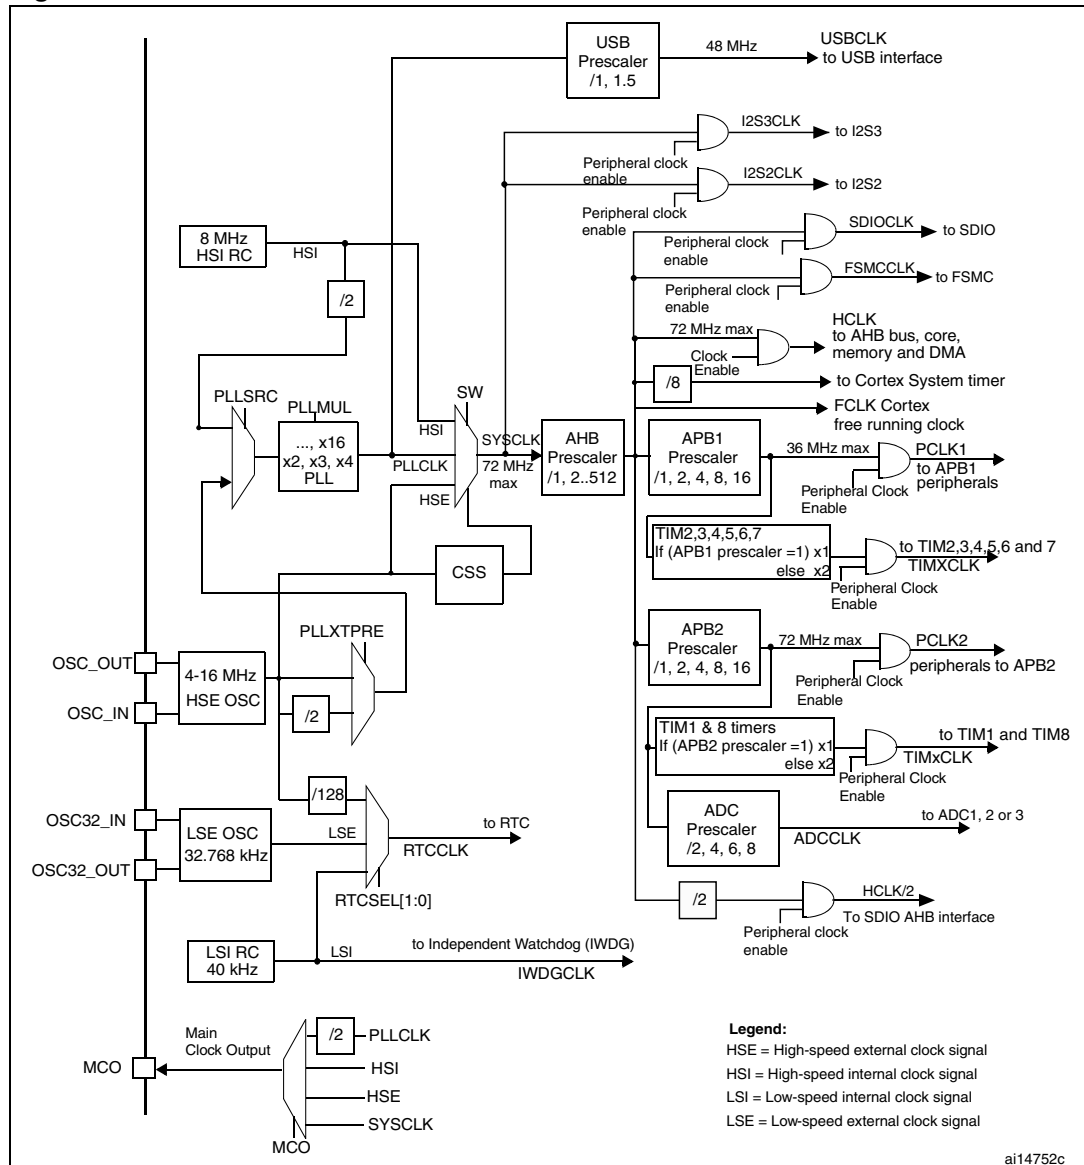 USB
Prescaler
/1, 1.5
48 MHz
USBCLK
to USB interface
I2S3CLK
to I2S3
Peripheral clock
enable
I2S2CLK
to I2S2
Peripheral clock
enable
SDIOCLK
to SDIO
Peripheral clock
enable
FSMCCLK
to FSMC
Peripheral clock
enable
8 MHz
HSI RC
HSI
/2
72 MHz max
HCLK
to AHB bus, core,
memory and DMA
Clock
Enable
/8
to Cortex System timer
FCLK Cortex
free running clock
PLLSRC
PLLMUL
..., x16
x2, x3, x4
PLL
SW
HSI
PLLCLK
HSE
SYSCLK
72 MHz
max
AHB
Prescaler
/1, 2..512
APB1
Prescaler
/1, 2, 4, 8, 16
36 MHz max
PCLK1
to APB1
peripherals
Peripheral Clock
Enable
TIM2,3,4,5,6,7
If (APB1 prescaler =1) x1
else x2
to TIM2,3,4,5,6 and 7
TIMXCLK
Peripheral Clock
Enable
CSS
PLLXTPRE
OSC_OUT
OSC_IN
4-16 MHz
HSE OSC
/2
APB2
Prescaler
/1, 2, 4, 8, 16
72 MHz max
PCLK2
peripherals to APB2
Peripheral Clock
Enable
TIM1 & 8 timers
If (APB2 prescaler =1) x1
else x2
to TIM1 and TIM8
TIMxCLK
Peripheral Clock
Enable
/128
OSC32_IN
OSC32_OUT
LSE OSC
32.768 kHz
LSE
to RTC
RTCCLK
RTCSEL[1:0]
ADC
Prescaler
/2, 4, 6, 8
to ADC1, 2 or 3
ADCCLK
/2
HCLK/2
To SDIO AHB interface
Peripheral clock
enable
LSI RC
40 kHz
LSI
to Independent Watchdog (IWDG)
IWDGCLK
MCO
Main
Clock Output
/2
PLLCLK
HSI
HSE
SYSCLK
MCO
Legend:
HSE = High-speed external clock signal
HSI = High-speed internal clock signal
LSI = Low-speed internal clock signal
LSE = Low-speed external clock signal
ai14752c